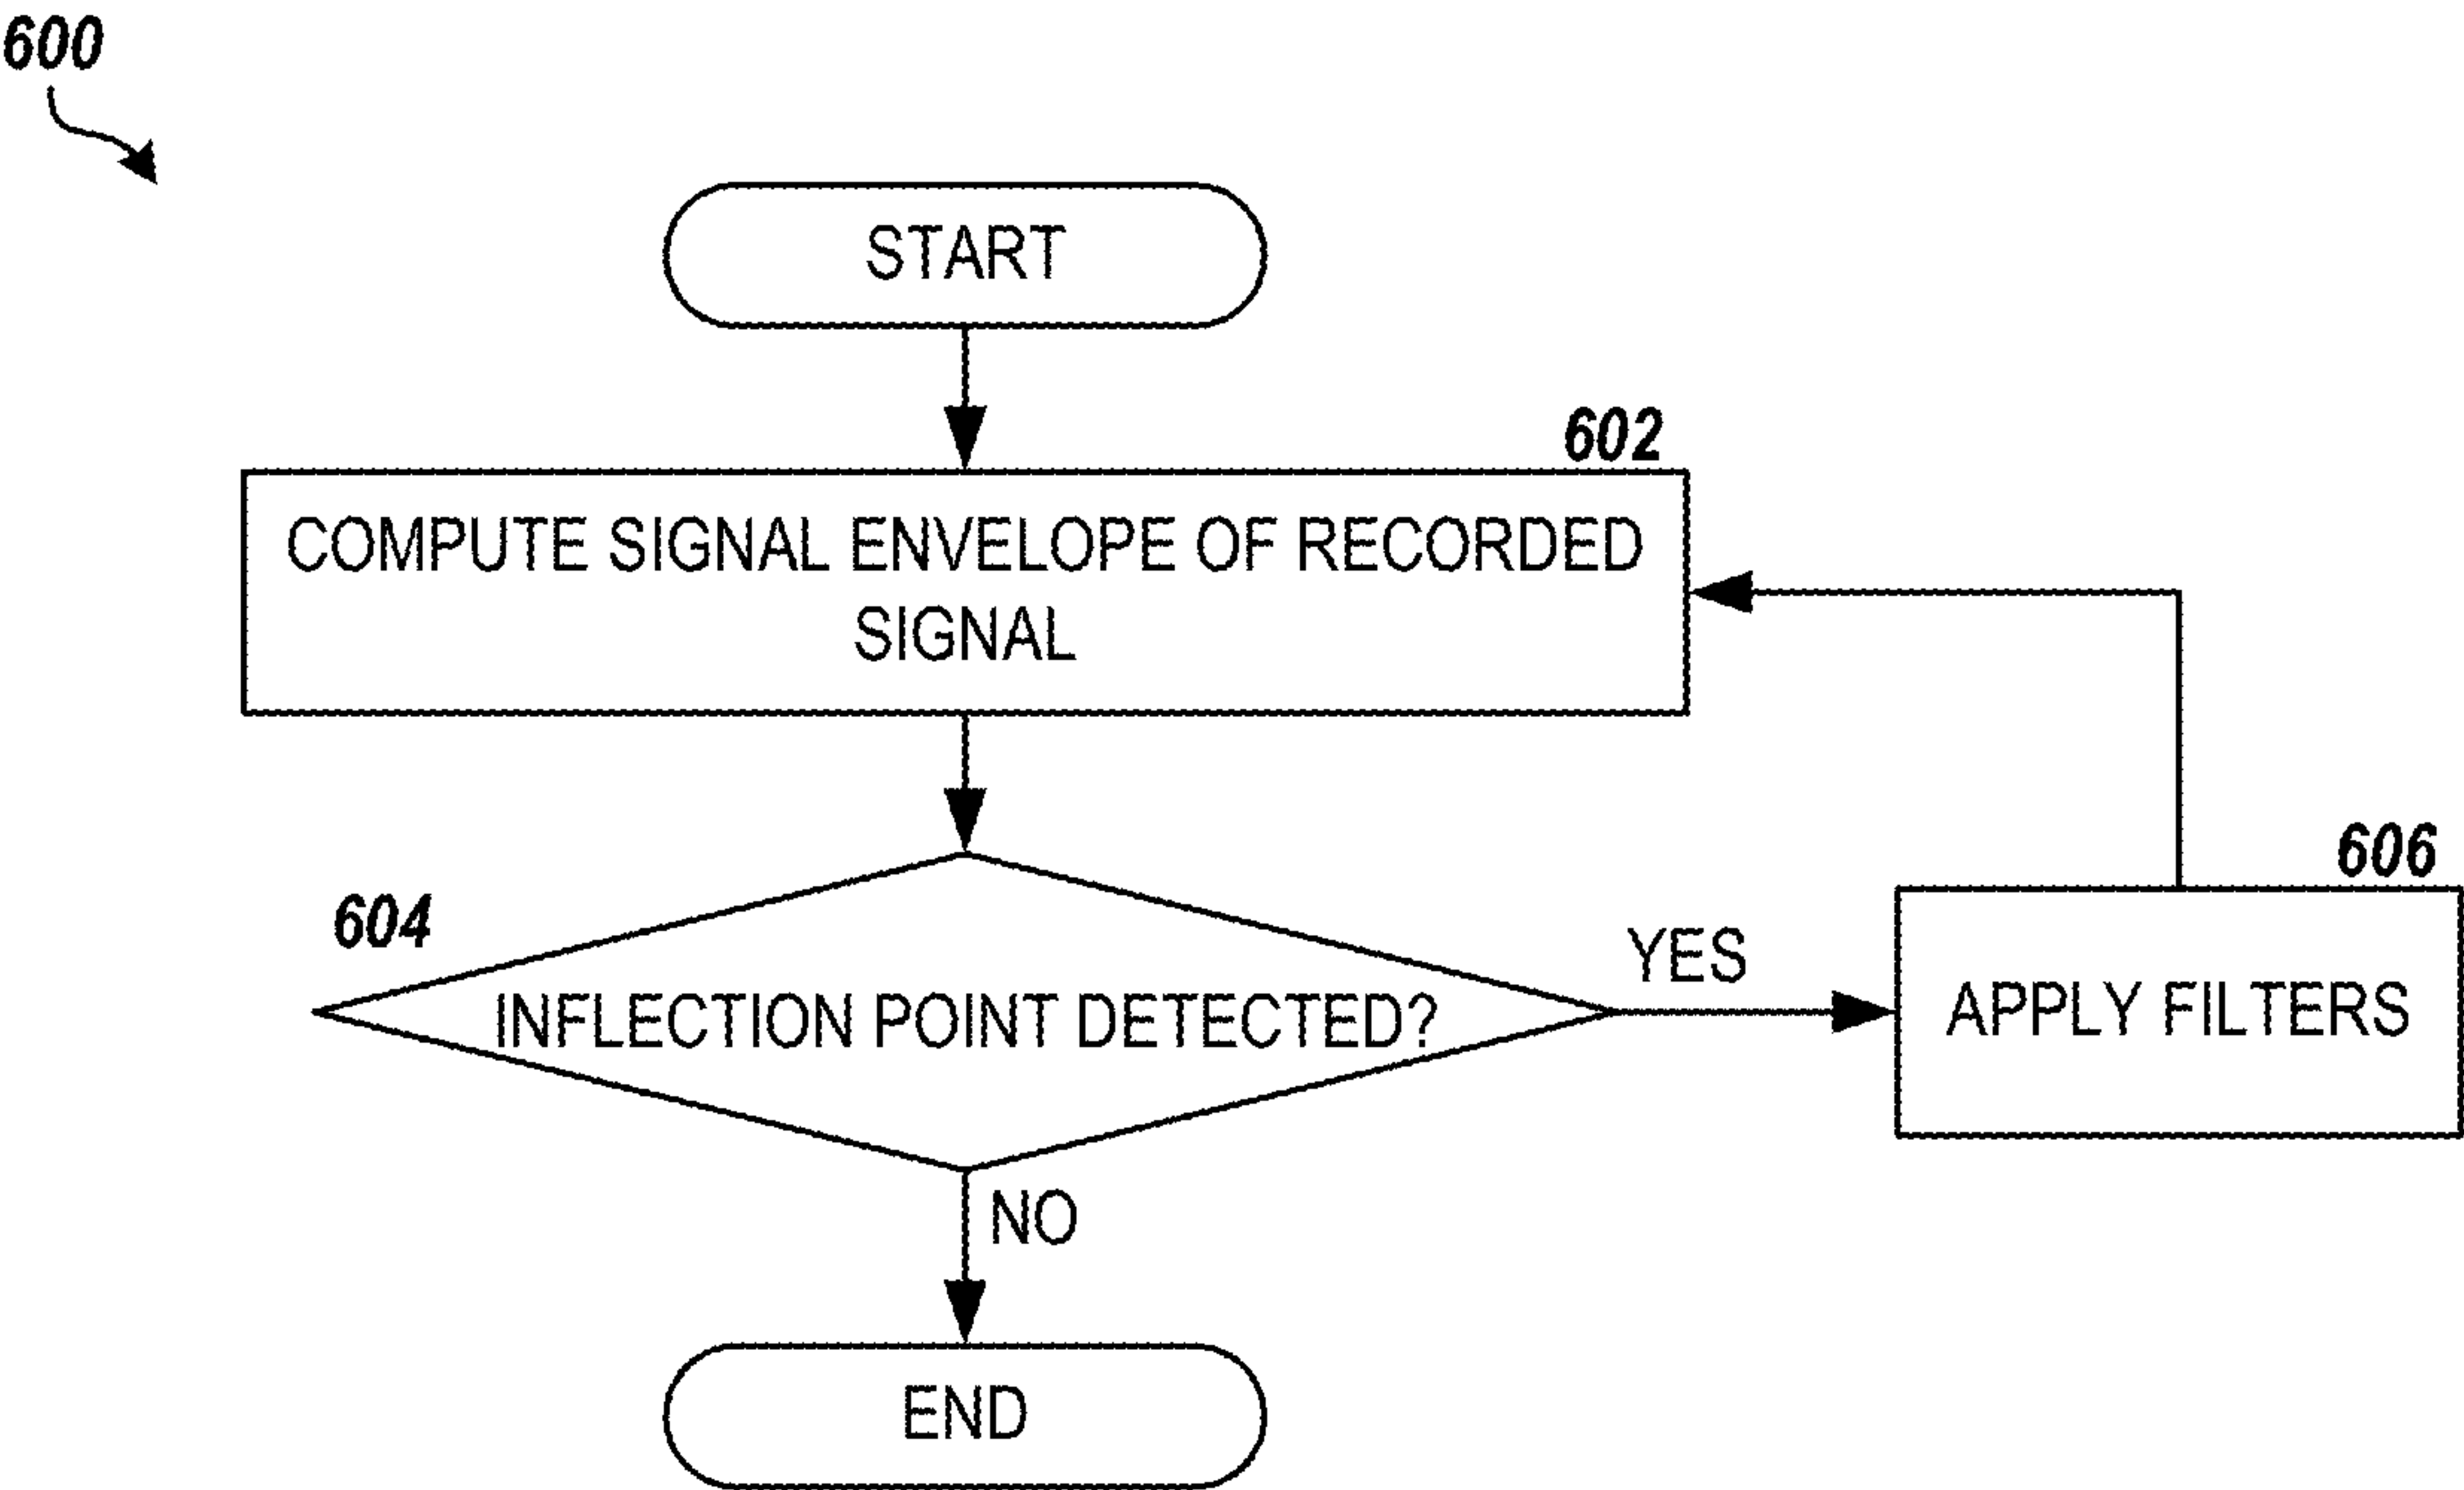 600
START
602
COMPUTE SIGNAL ENVELOPE OF RECORDED
SIGNAL
604
INFLECTION POINT DETECTED?
YES
606
APPLY FILTERS
NO
END